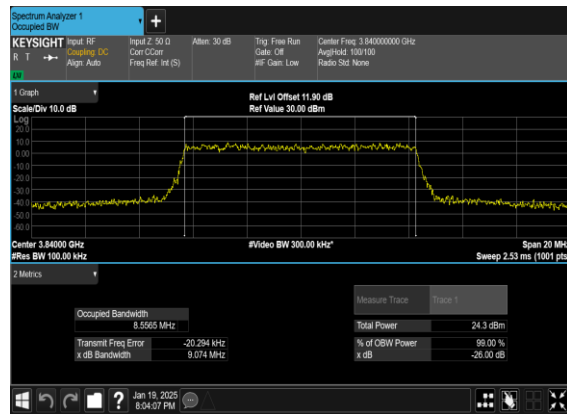 Spectrum Analyzer 1
Occupied BW
+
KEYSIGHT Input: RF Input Z: 50 Ω Atten: 30 dB Trig: Free Run Center Freq: 3.840000000 GHz
R T Coupling: DC Corr CCorr Gate: Off Avg|Hold: 100/100
Align: Auto Freq Ref: Int (S) #IF Gain: Low Radio Std: None
1 Graph
Ref Lvl Offset 11.90 dB
Scale/Div 10.0 dB Ref Value 30.00 dBm
Log
20.0
10.0
0.00
-10.0
-20.0
-30.0
-40.0
-50.0
-60.0
Center 3.84000 GHz #Video BW 300.00 kHz* Span 20 MHz
#Res BW 100.00 kHz Sweep 2.53 ms (1001 pts)
2 Metrics
Measure Trace Trace 1
Occupied Bandwidth
8.5565 MHz
Total Power 24.3 dBm
Transmit Freq Error -20.294 kHz % of OBW Power 99.00 %
x dB Bandwidth 9.074 MHz x dB -26.00 dB
? Jan 19, 2025
8:04:07 PM